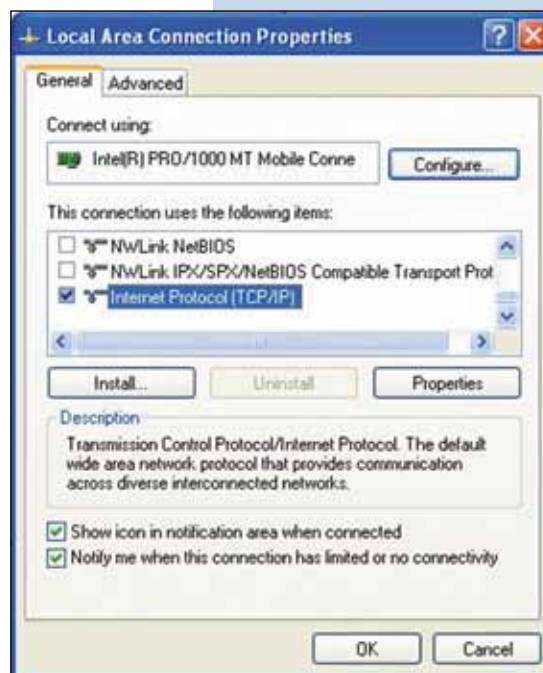 Local Area Connection Properties
General
Advanced
Connect using:
Intel(R) PRO/1000 MT Mobile Conne
Configure...
This connection uses the following items:
NWLink NetBIOS
NWLink IPX/SPX/NetBIOS Compatible Transport Prot
Internet Protocol (TCP/IP)
Install...
Uninstall
Properties
Description
Transmission Control Protocol/Internet Protocol. The default
wide area network protocol that provides communication
across diverse interconnected networks.
Show icon in notification area when connected
Notify me when this connection has limited or no connectivity
OK
Cancel